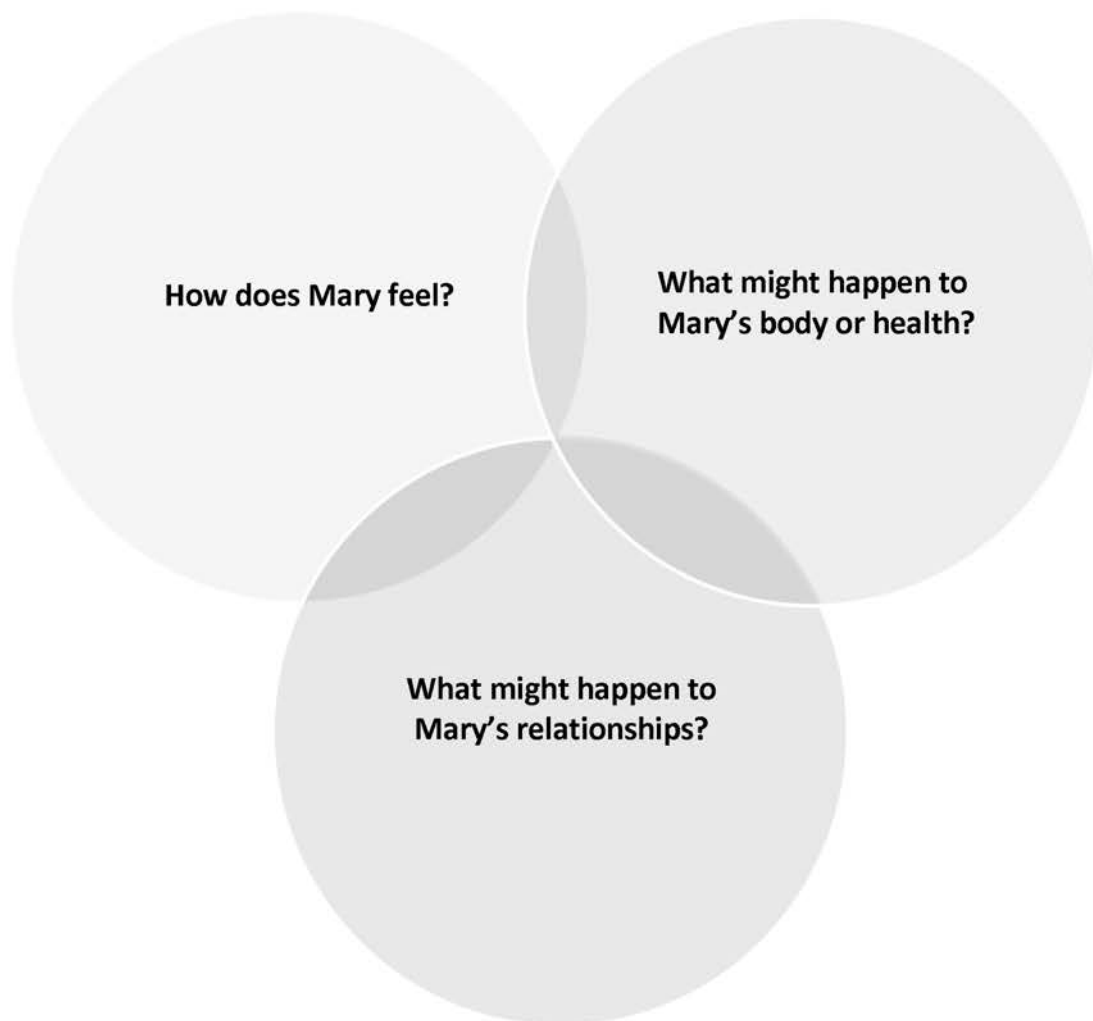 How does Mary feel?
What might happen to
Mary’s body or health?
What might happen to
Mary’s relationships?